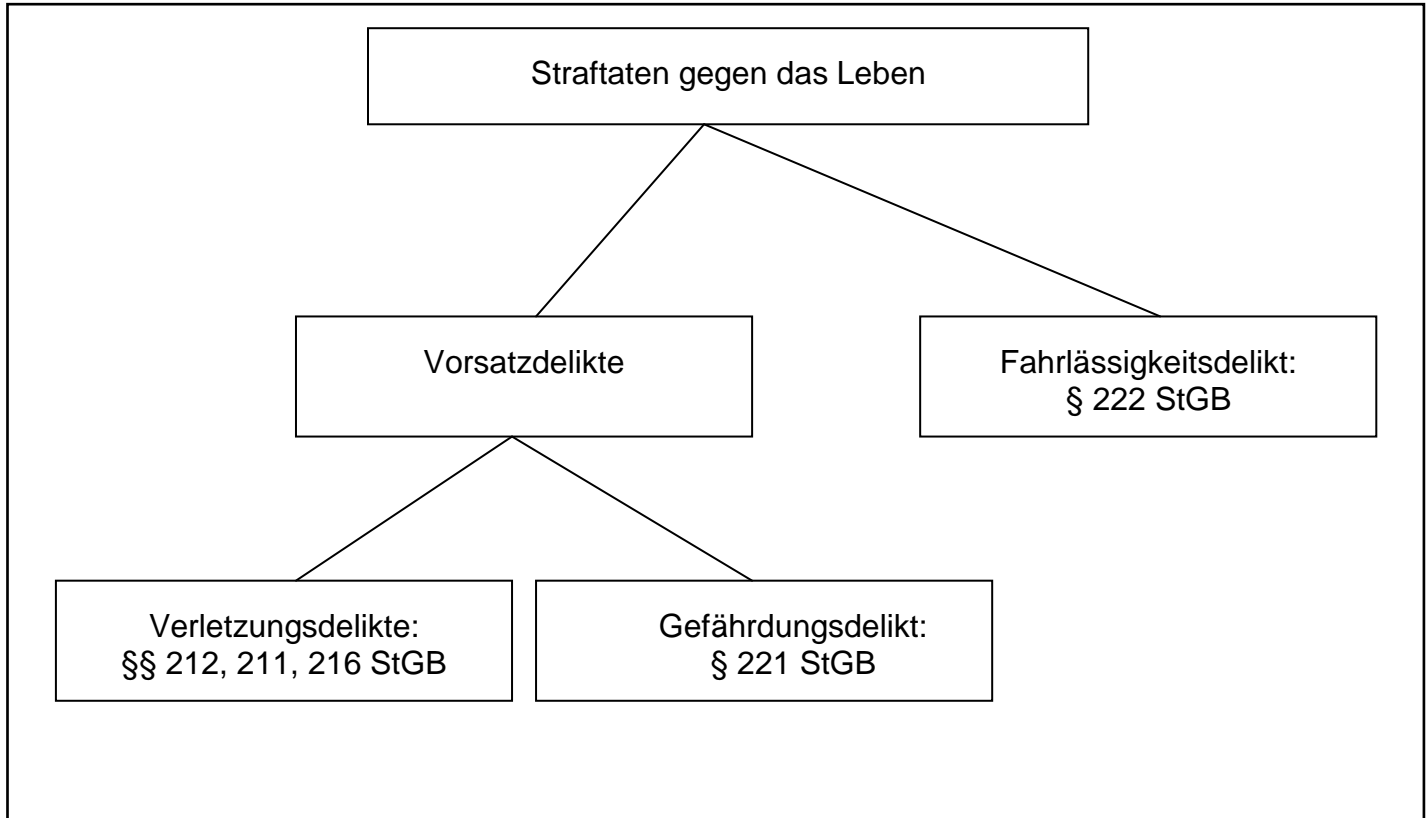 Straftaten gegen das Leben
Vorsatzdelikte
Fahrlässigkeitsdelikt:
§ 222 StGB
Verletzungsdelikte:
§§ 212, 211, 216 StGB
Gefährdungsdelikt:
§ 221 StGB